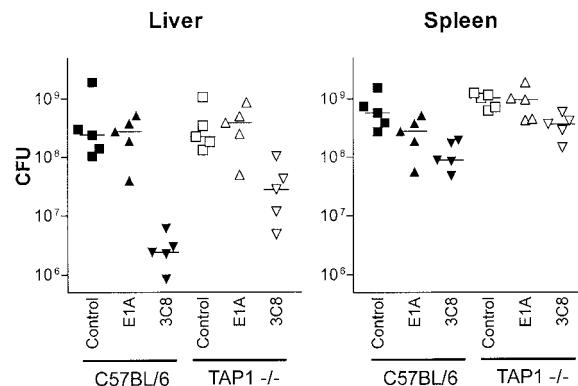 Liver Spleen
CFU
10⁹ 10⁹
10⁸ 10⁸
10⁷ 10⁷
10⁶ 10⁶
Control E1A 3C8 Control E1A 3C8 Control E1A 3C8 Control E1A 3C8
C57BL/6 TAP1 -/- C57BL/6 TAP1 -/-